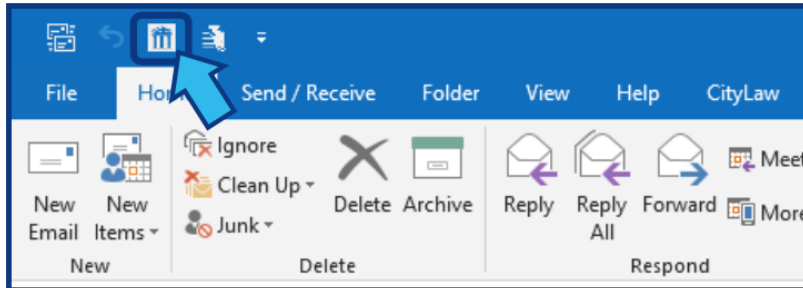 File Home Send / Receive Folder View Help CityLaw
Ignore
Clean Up
Junk
Delete Archive
New Email
New Items
Reply
Reply All
Forward
Meet
More
New Delete Respond